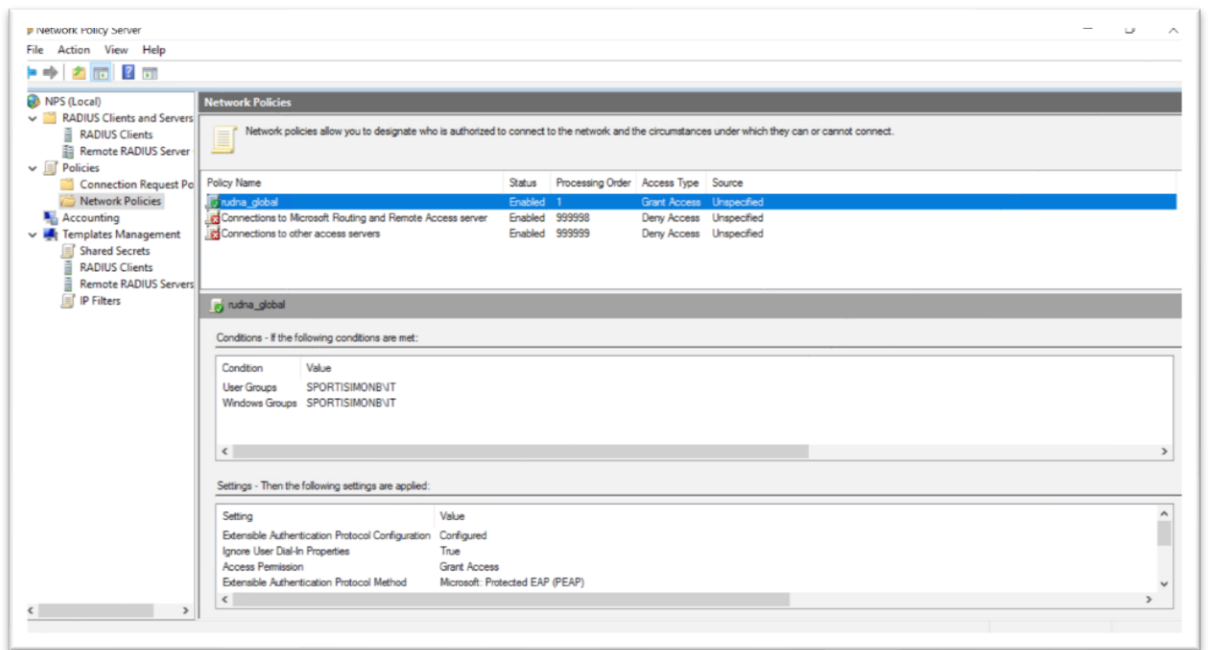 Network Policy Server
File Action View Help
NPS (Local)
RADIUS Clients and Servers
RADIUS Clients
Remote RADIUS Server
Policies
Connection Request Po
Network Policies
Accounting
Templates Management
Shared Secrets
RADIUS Clients
Remote RADIUS Servers
IP Filters
Network Policies
Network policies allow you to designate who is authorized to connect to the network and the circumstances under which they can or cannot connect.
Policy Name Status Processing Order Access Type Source
rudna_global Enabled 1 Grant Access Unspecified
Connections to Microsoft Routing and Remote Access server Enabled 999998 Deny Access Unspecified
Connections to other access servers Enabled 999999 Deny Access Unspecified
rudna_global
Conditions - If the following conditions are met:
Condition Value
User Groups SPORTISIMONB\IT
Windows Groups SPORTISIMONB\IT
Settings - Then the following settings are applied:
Setting Value
Extensible Authentication Protocol Configuration Configured
Ignore User Dial-In Properties True
Access Permission Grant Access
Extensible Authentication Protocol Method Microsoft: Protected EAP (PEAP)